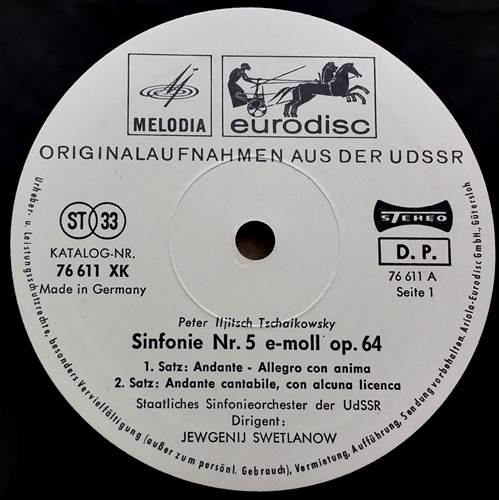 MELODIA
eurodisc
ORIGINALAUFNAHMEN AUS DER UDSSR
ST 33
STEREO
KATALOG-NR.
76 611 XK
Made in Germany
D. P.
76 611 A
Seite 1
Peter Iljitsch Tschaikowsky
Sinfonie Nr. 5 e-moll op. 64
1. Satz: Andante - Allegro con anima
2. Satz: Andante cantabile, con alcuna licenca
Staatliches Sinfonieorchester der UdSSR
Dirigent:
JEWGENIJ SWETLANOW
Urheber- u. Leistungsschutzrechte, besonders Vervielfältigung (außer zum persönl. Gebrauch), Vermietung, Aufführung, Sendung vorbehalten. Ariola-Eurodisc GmbH., Gütersloh